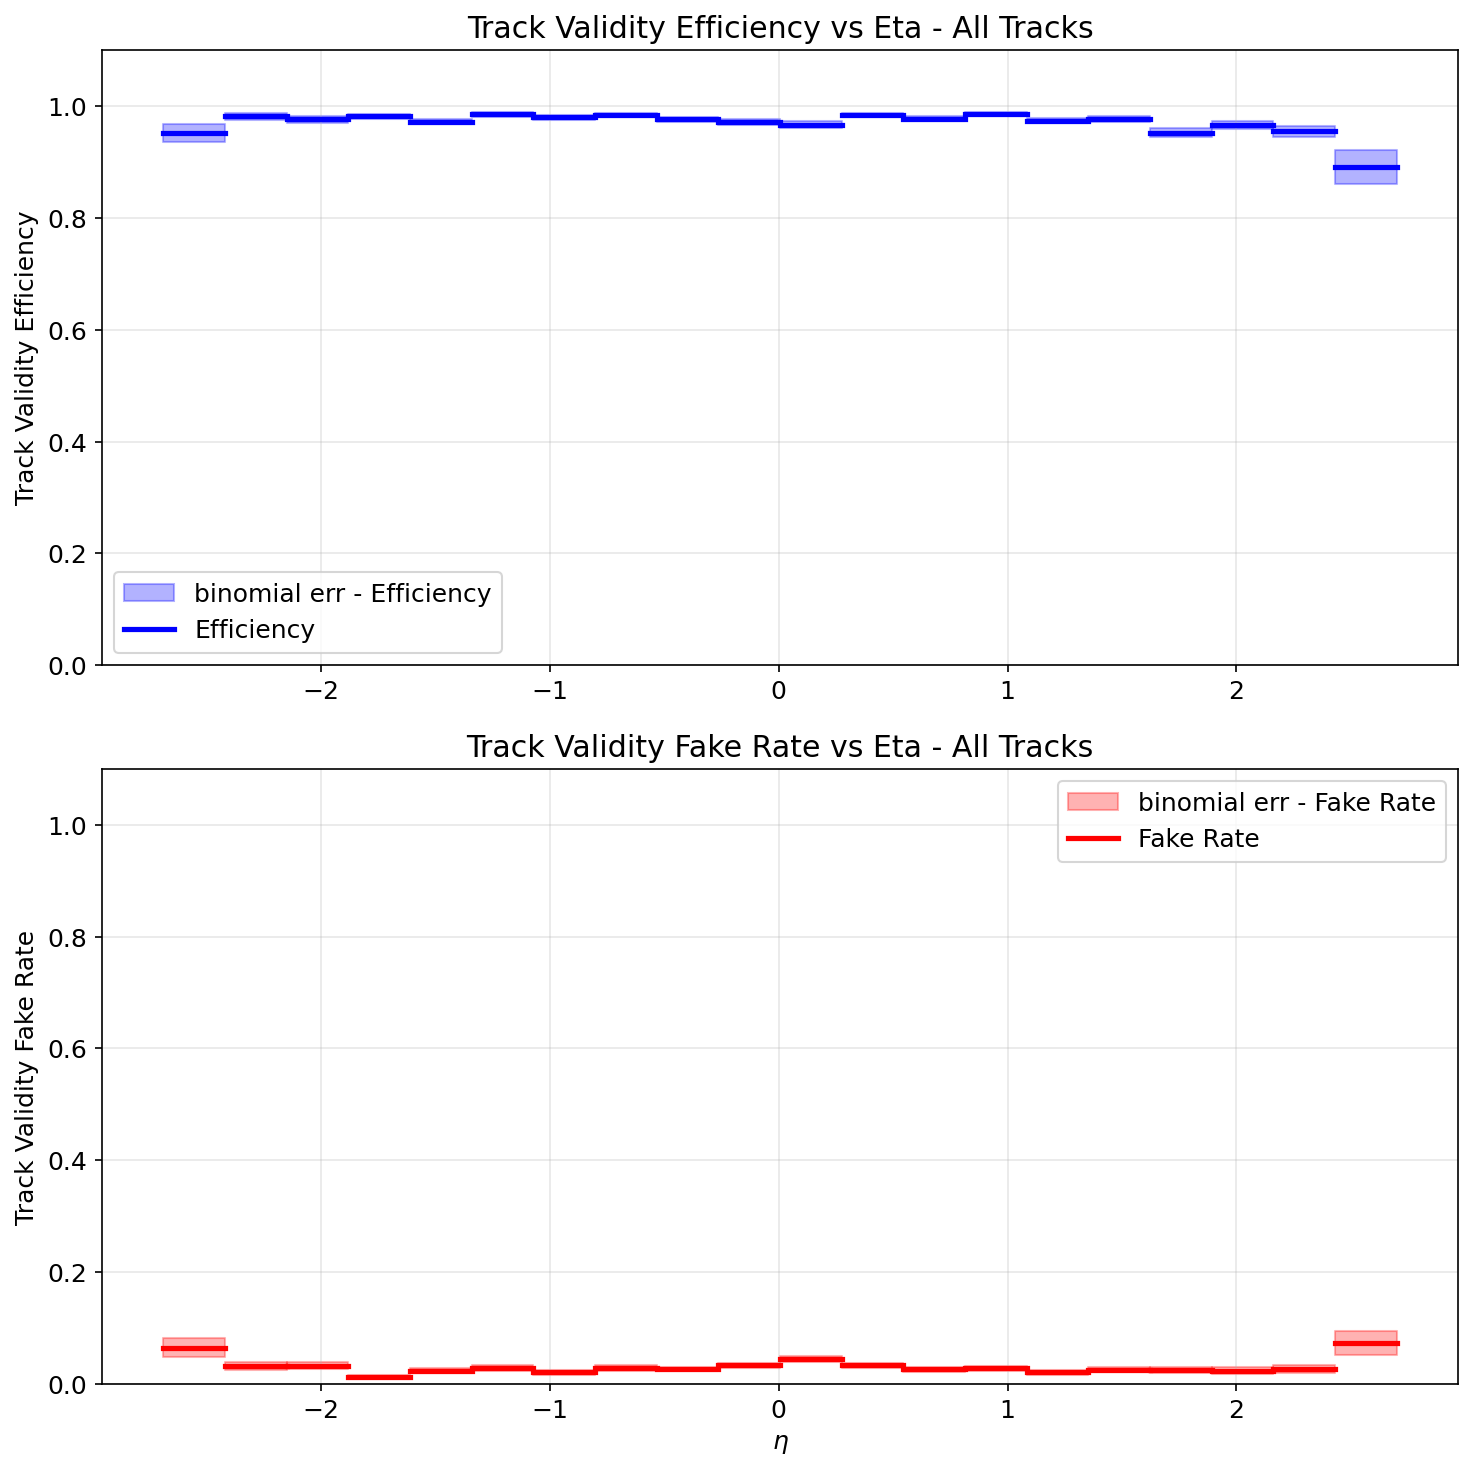 Track Validity Efficiency vs Eta - All Tracks
Track Validity Efficiency
1.0
0.8
0.6
0.4
0.2
0.0
binomial err - Efficiency
Efficiency
−2
−1
0
1
2
Track Validity Fake Rate vs Eta - All Tracks
Track Validity Fake Rate
1.0
0.8
0.6
0.4
0.2
0.0
binomial err - Fake Rate
Fake Rate
−2
−1
0
1
2
η